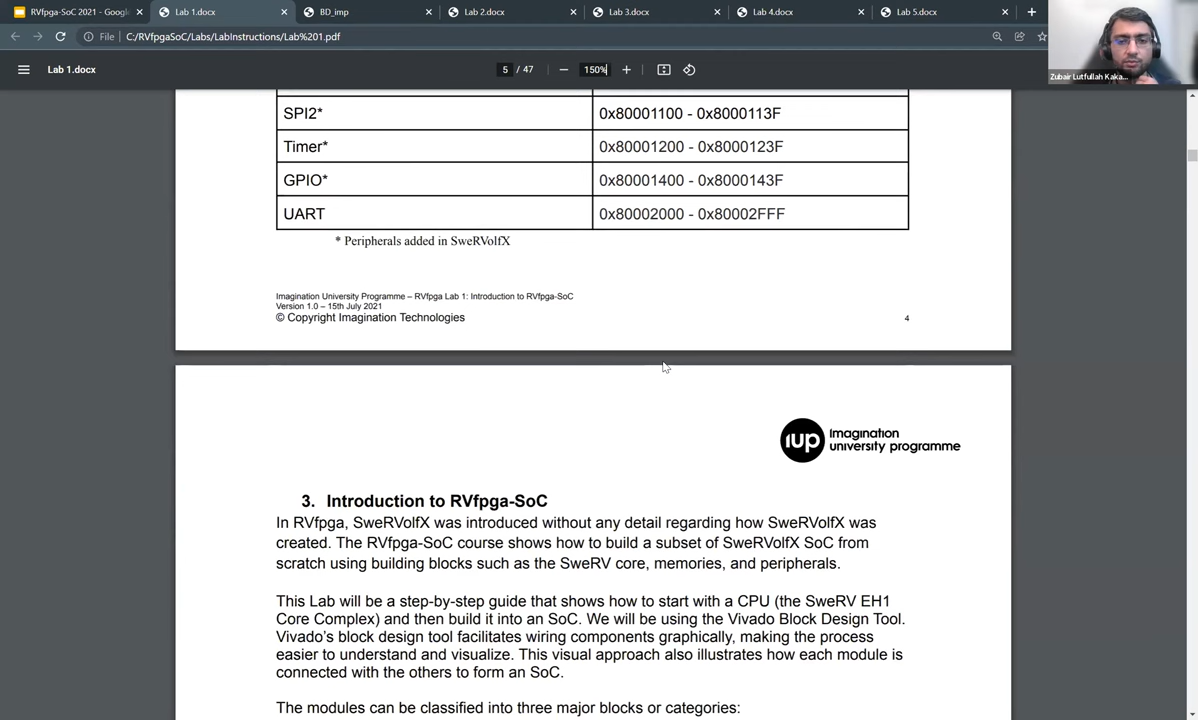 RVfpga-SoC 2021 - Google
Lab 1.docx
BD_imp
Lab 2.docx
Lab 3.docx
Lab 4.docx
Lab 5.docx
File
C:/RVfpgaSoC/Labs/LabInstructions/Lab%201.pdf
Zubair Lutfullah Kaka...
Lab 1.docx
5 / 47
150%
SPI2* 0x80001100 - 0x8000113F
Timer* 0x80001200 - 0x8000123F
GPIO* 0x80001400 - 0x8000143F
UART 0x80002000 - 0x80002FFF
* Peripherals added in SweRVolfX
Imagination University Programme – RVfpga Lab 1: Introduction to RVfpga-SoC
Version 1.0 – 15th July 2021
© Copyright Imagination Technologies 4
iup Imagination
university programme
3. Introduction to RVfpga-SoC
In RVfpga, SweRVolfX was introduced without any detail regarding how SweRVolfX was
created. The RVfpga-SoC course shows how to build a subset of SweRVolfX SoC from
scratch using building blocks such as the SweRV core, memories, and peripherals.
This Lab will be a step-by-step guide that shows how to start with a CPU (the SweRV EH1
Core Complex) and then build it into an SoC. We will be using the Vivado Block Design Tool.
Vivado's block design tool facilitates wiring components graphically, making the process
easier to understand and visualize. This visual approach also illustrates how each module is
connected with the others to form an SoC.
The modules can be classified into three major blocks or categories: